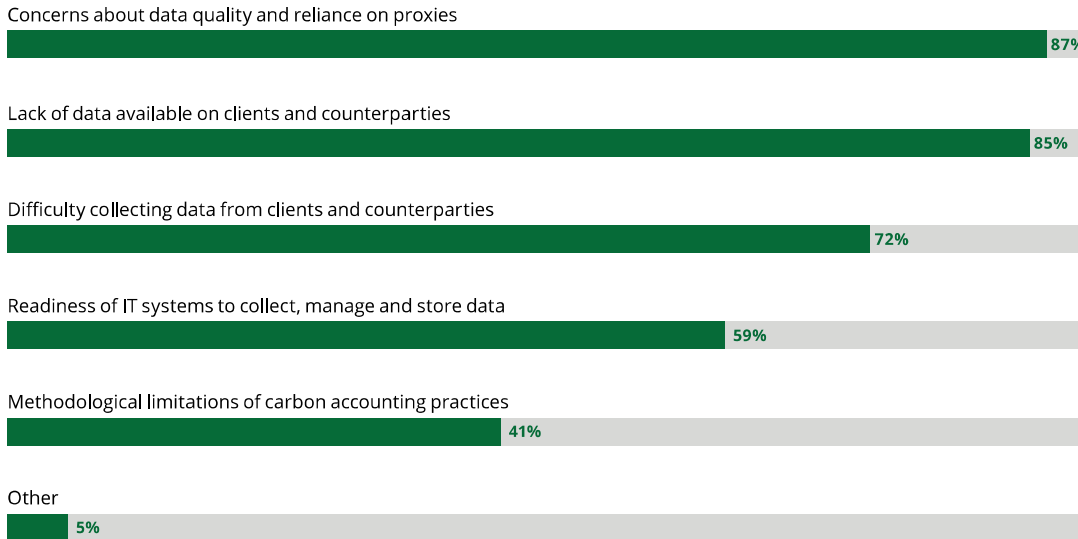 Concerns about data quality and reliance on proxies
87%
Lack of data available on clients and counterparties
85%
Difficulty collecting data from clients and counterparties
72%
Readiness of IT systems to collect, manage and store data
59%
Methodological limitations of carbon accounting practices
41%
Other
5%